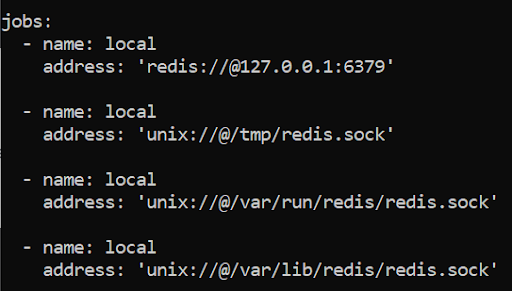 jobs:
  - name: local
    address: 'redis://@127.0.0.1:6379'
  - name: local
    address: 'unix://@/tmp/redis.sock'
  - name: local
    address: 'unix://@/var/run/redis/redis.sock'
  - name: local
    address: 'unix://@/var/lib/redis/redis.sock'